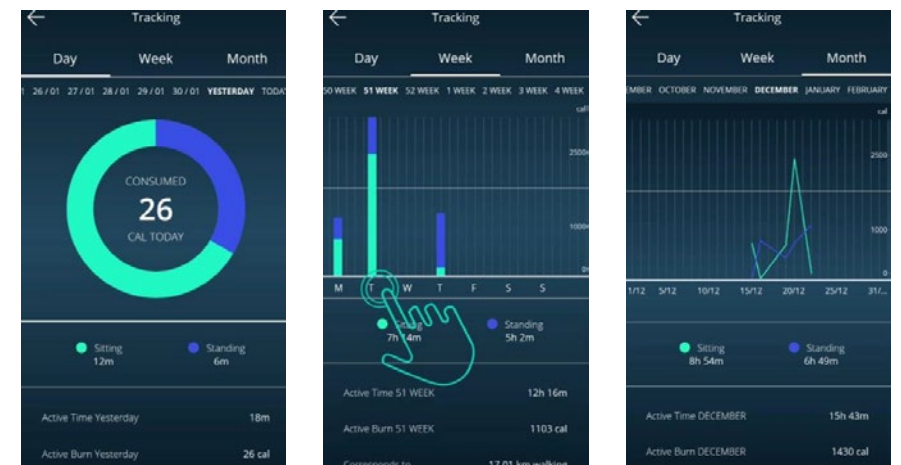 Tracking
Day Week Month
26/01 27/01 28/01 29/01 30/01 YESTERDAY
CONSUMED
26
CAL TODAY
Sitting Standing
12m 6m
Active Time Yesterday 18m
Active Burn Yesterday 26 cal
Tracking
Day Week Month
50 WEEK 51 WEEK 52 WEEK 1 WEEK 2 WEEK 3 WEEK 4 WEEK
2500
1000
M T W T F S S
Standing
5h 2m
Active Time 51 WEEK 12h 16m
Active Burn 51 WEEK 1103 cal
Corresponds to 17.01 km walking
Tracking
Day Week Month
OCTOBER NOVEMBER DECEMBER JANUARY FEBRUARY
cal
2500
1000
0
1/12 5/12 10/12 15/12 20/12 25/12 31/...
Sitting Standing
8h 54m 6h 49m
Active Time DECEMBER 15h 43m
Active Burn DECEMBER 1430 cal